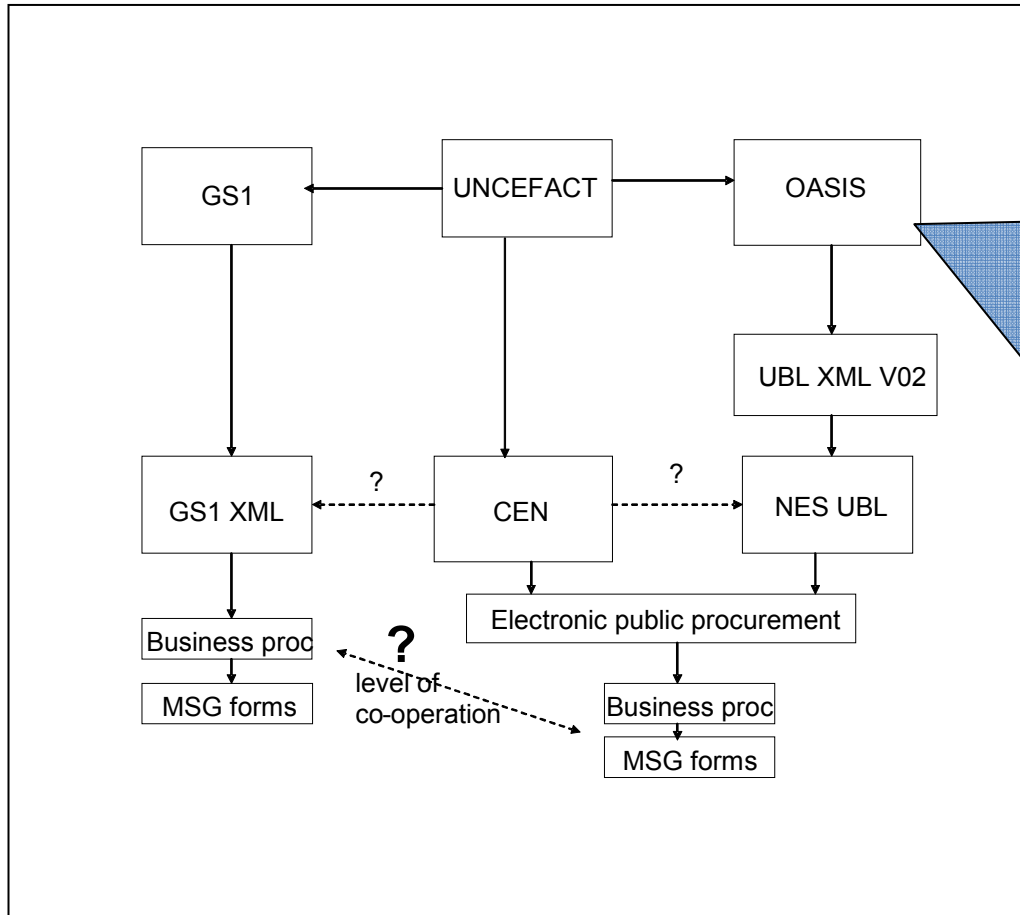 GS1
UNCEFACT
OASIS
UBL XML V02
GS1 XML
?
CEN
?
NES UBL
Electronic public procurement
Business proc
?
level of
co-operation
MSG forms
Business proc
MSG forms